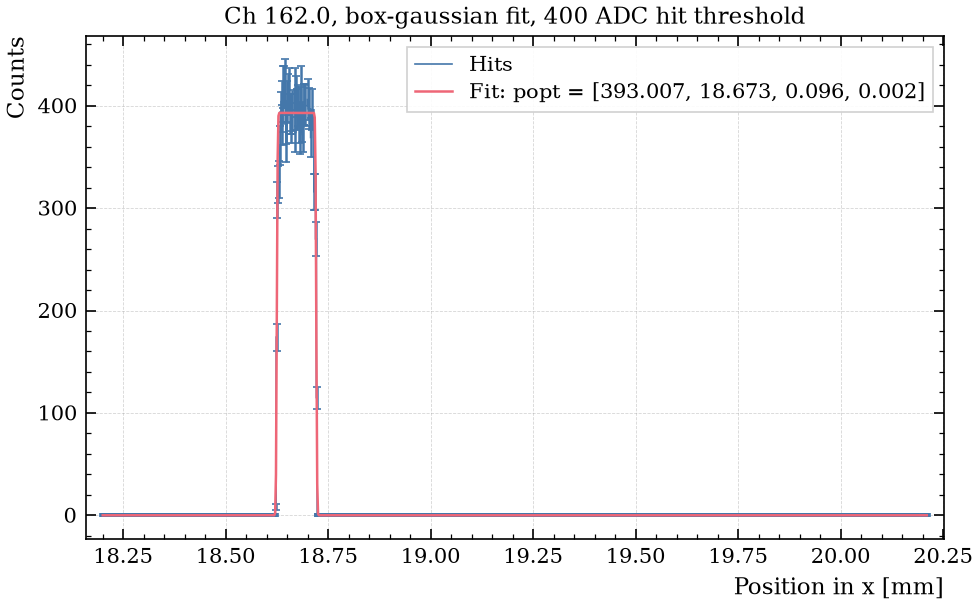 Ch 162.0, box-gaussian fit, 400 ADC hit threshold
Counts
Hits
Fit: popt = [393.007, 18.673, 0.096, 0.002]
400
300
200
100
0
18.25 18.50 18.75 19.00 19.25 19.50 19.75 20.00 20.25
Position in x [mm]